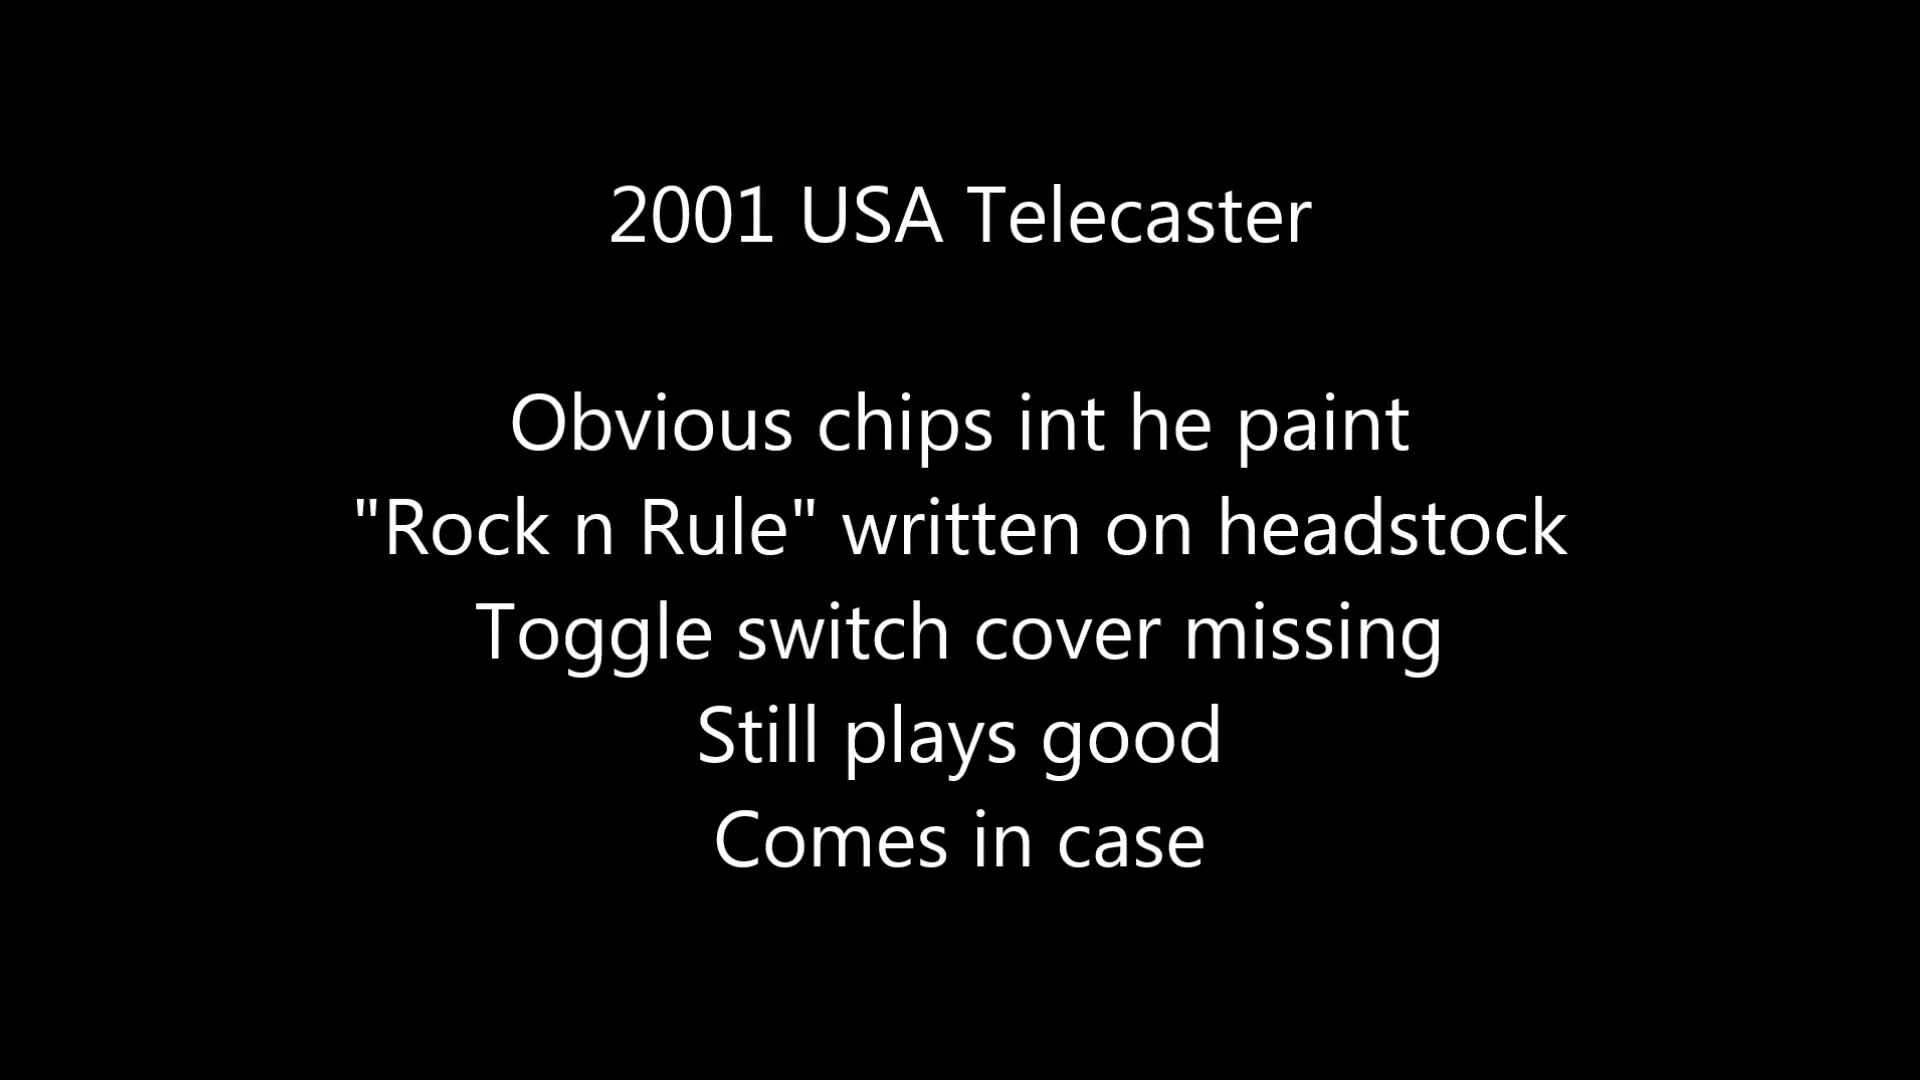 2001 USA Telecaster
Obvious chips int he paint
"Rock n Rule" written on headstock
Toggle switch cover missing
Still plays good
Comes in case